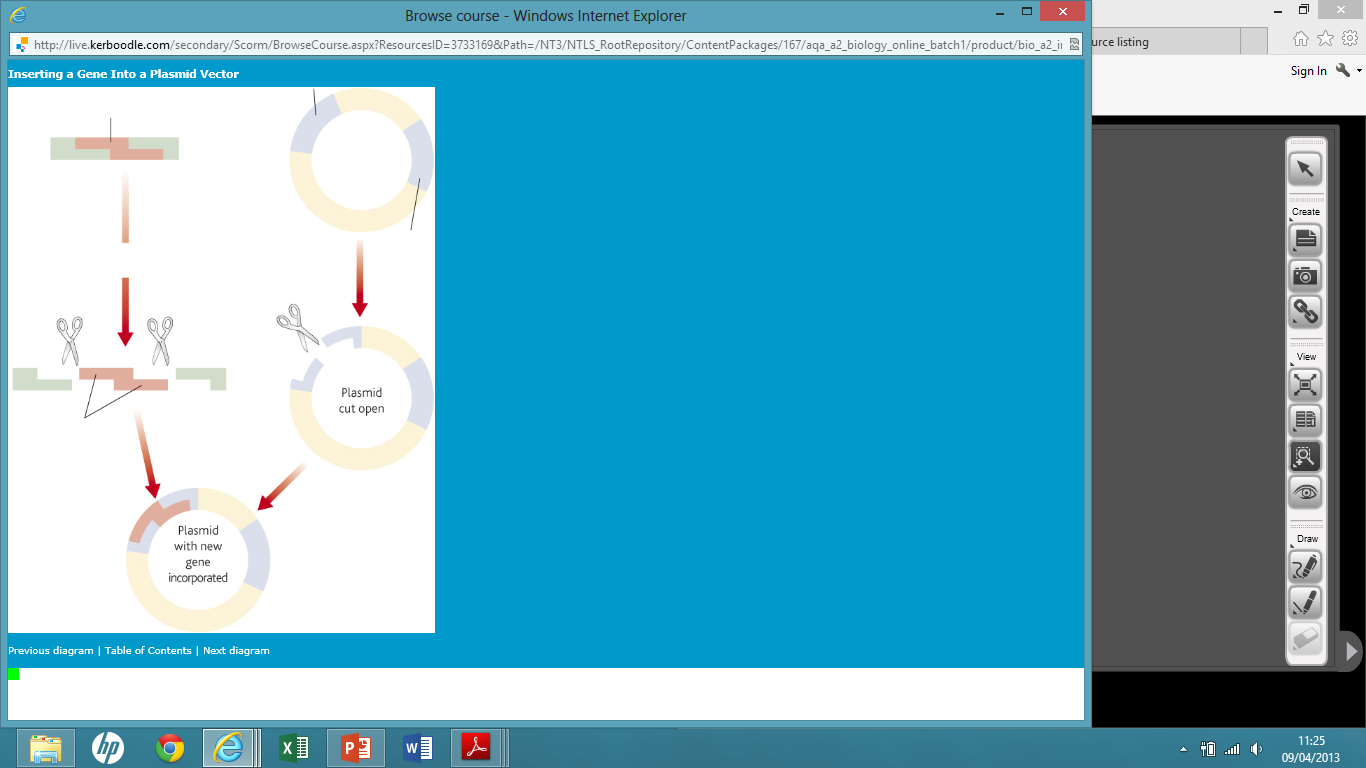 Browse course - Windows Internet Explorer
http://live.kerboodle.com/secondary/Scorm/BrowseCourse.aspx?ResourcesID=3733169&Path=/NT3/NTLS_RootRepository/ContentPackages/167/aqa_a2_biology_online_batch1/product/bio_a2_i
urce listing
Sign In
Inserting a Gene Into a Plasmid Vector
Plasmid
cut open
Plasmid
with new
gene
incorporated
Previous diagram | Table of Contents | Next diagram
Create
View
Draw
11:25
09/04/2013